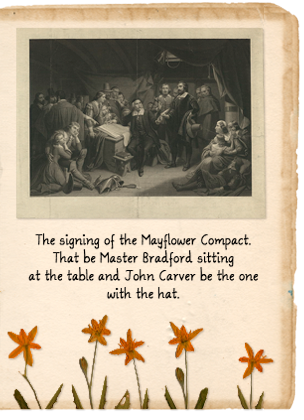 The signing of the Mayflower Compact.
That be Master Bradford sitting
at the table and John Carver be the one
with the hat.